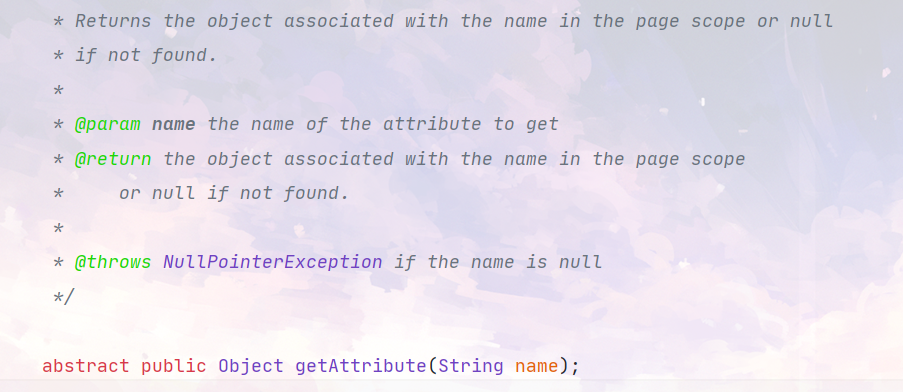 * Returns the object associated with the name in the page scope or null
* if not found.
*
* @param name the name of the attribute to get
* @return the object associated with the name in the page scope
*     or null if not found.
*
* @throws NullPointerException if the name is null
*/
abstract public Object getAttribute(String name);